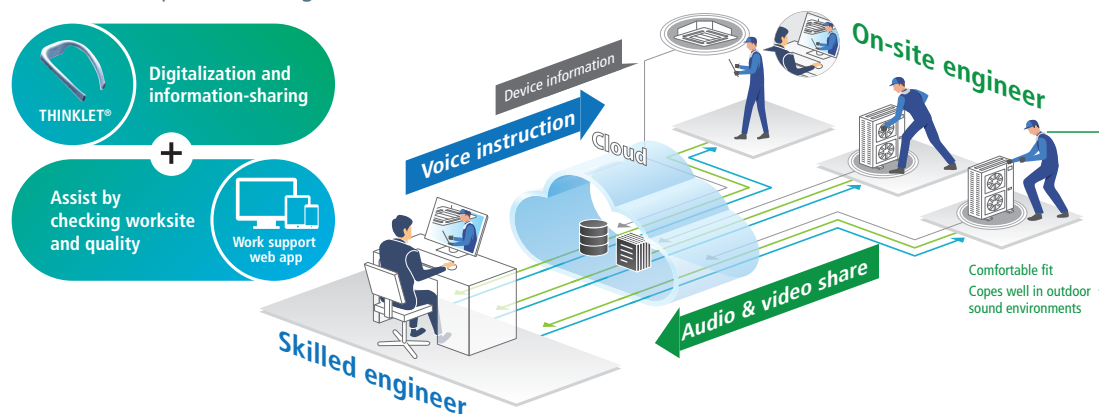 THINKLET®
Digitalization and
information-sharing
+
Assist by
checking worksite
and quality
Work support
web app
Device information
Voice instruction
Cloud
On-site engineer
Skilled engineer
Audio & video share
Comfortable fit
Copes well in outdoor
sound environments